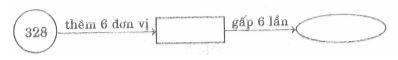 328 thêm 6 đơn vị gấp 6 lần